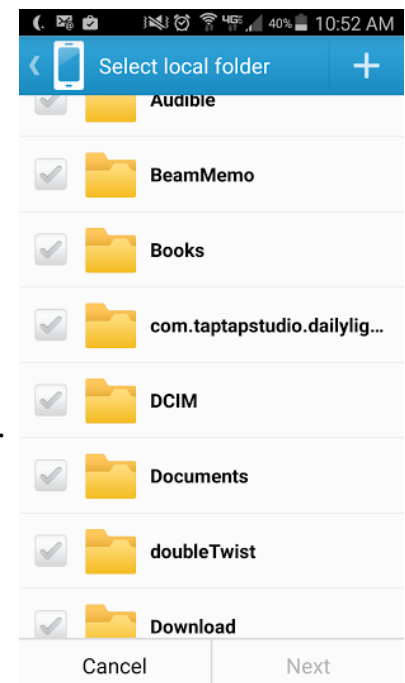 4G 40% 10:52 AM
Select local folder
Audible
BeamMemo
Books
com.taptapstudio.dailylig...
DCIM
Documents
doubleTwist
Download
Cancel Next